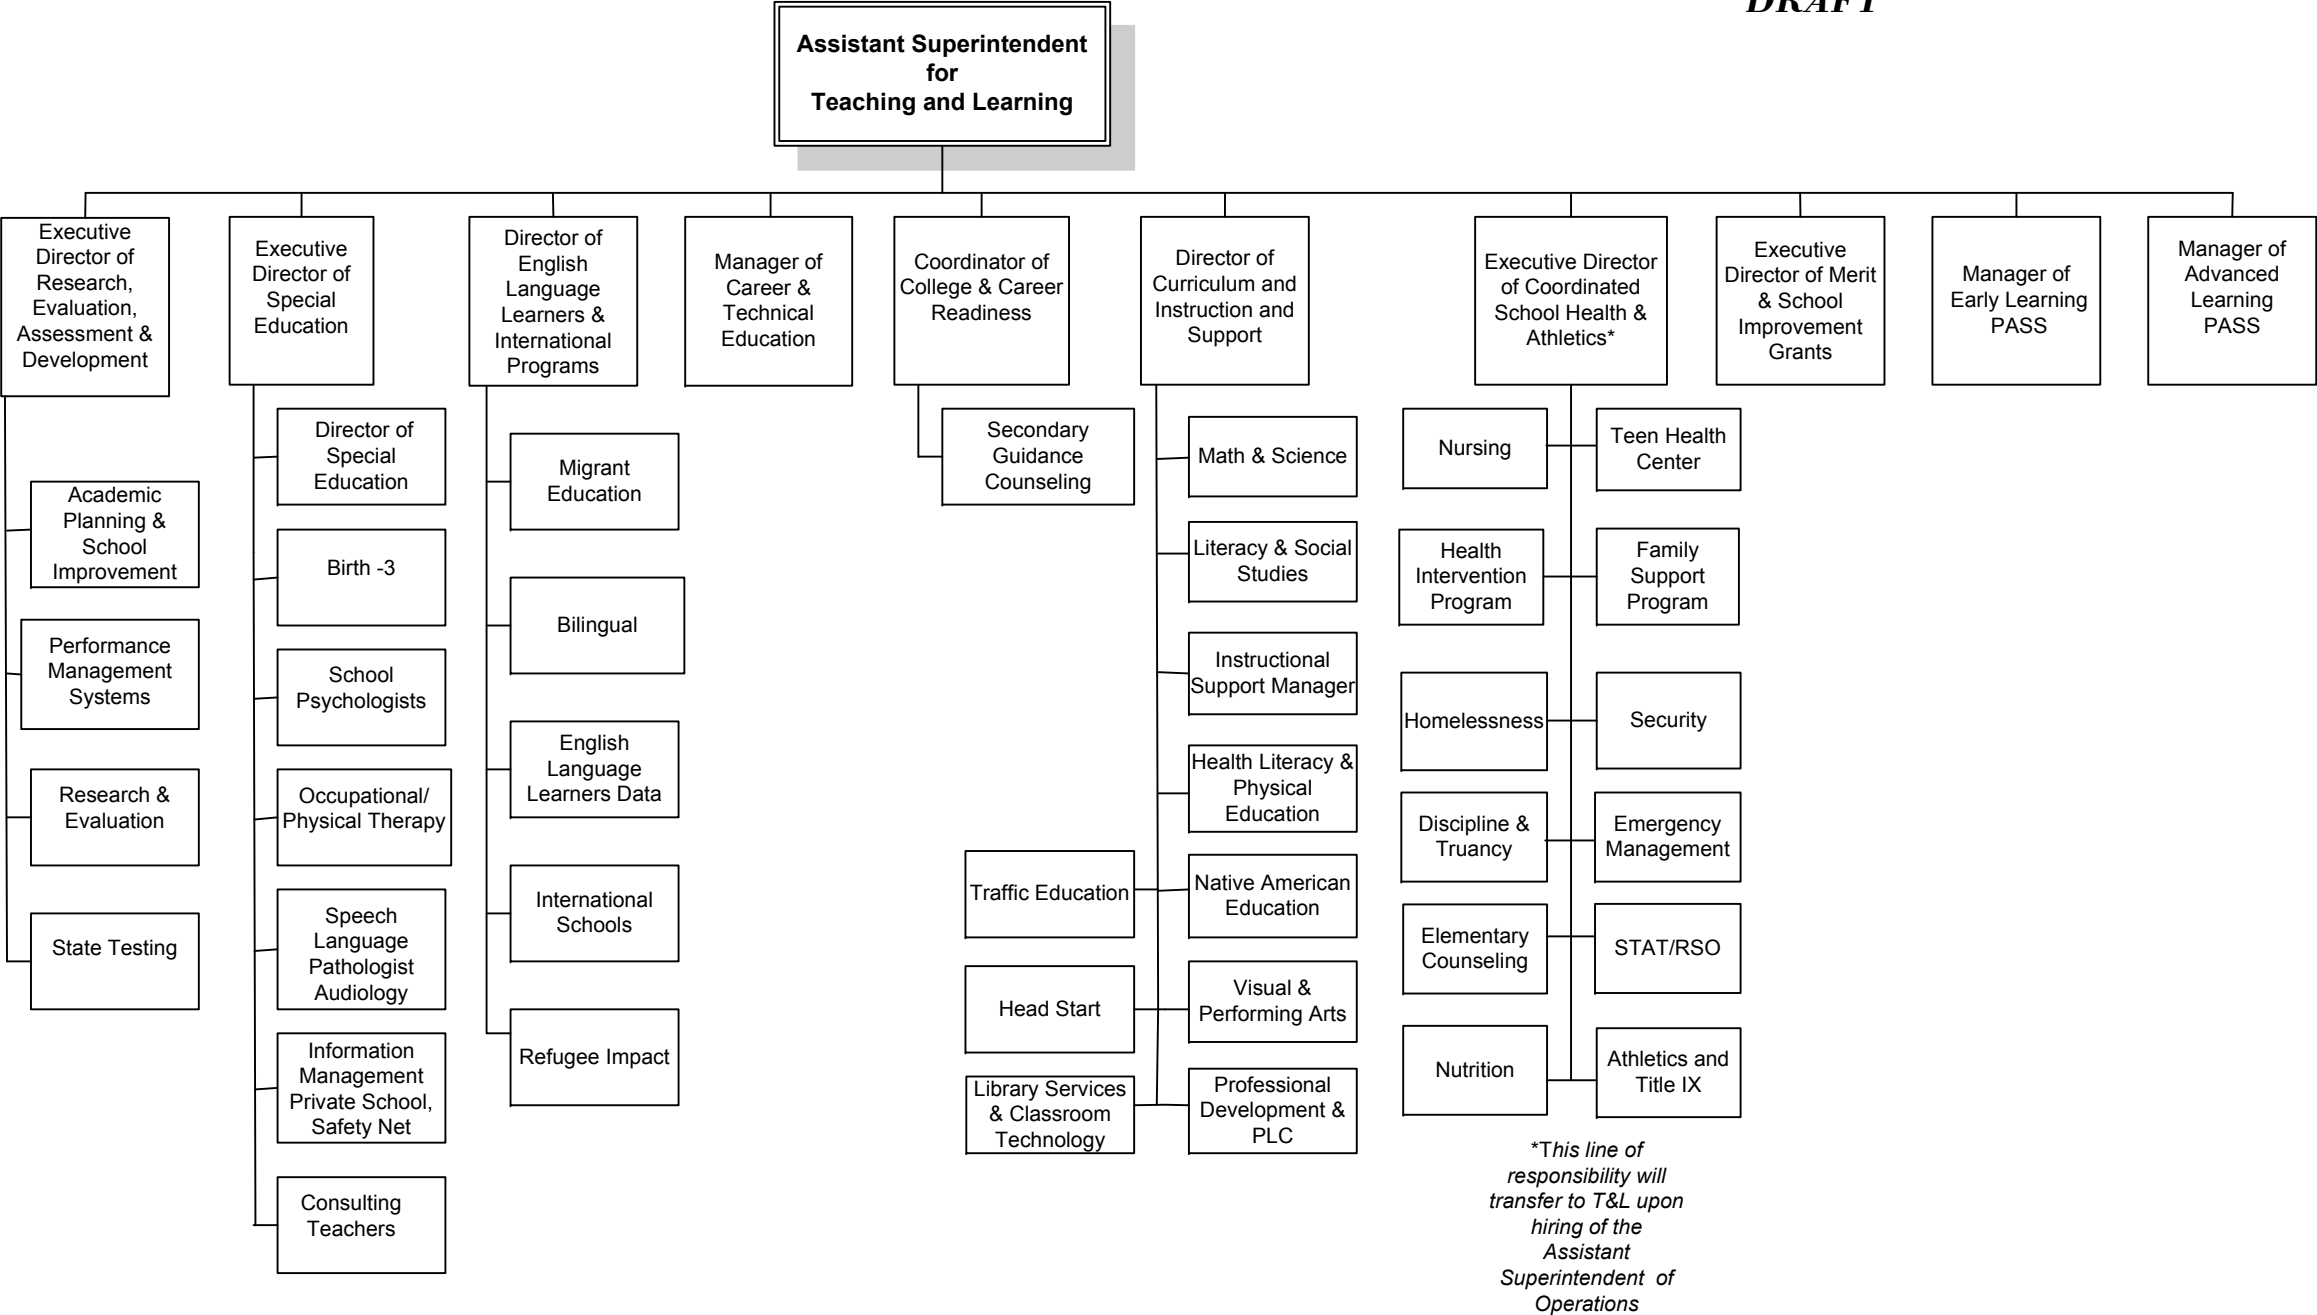 DRAFT
Assistant Superintendent
for
Teaching and Learning
Executive
Director of
Research,
Evaluation,
Assessment &
Development
Executive
Director of
Special
Education
Director of
English
Language
Learners &
International
Programs
Manager of
Career &
Technical
Education
Coordinator of
College & Career
Readiness
Director of
Curriculum and
Instruction and
Support
Executive Director
of Coordinated
School Health &
Athletics*
Executive
Director of Merit
& School
Improvement
Grants
Manager of
Early Learning
PASS
Manager of
Advanced
Learning
PASS
Academic
Planning &
School
Improvement
Performance
Management
Systems
Research &
Evaluation
State Testing
Director of
Special
Education
Birth -3
School
Psychologists
Occupational/
Physical Therapy
Speech
Language
Pathologist
Audiology
Information
Management
Private School,
Safety Net
Consulting
Teachers
Migrant
Education
Bilingual
English
Language
Learners Data
International
Schools
Refugee Impact
Secondary
Guidance
Counseling
Math & Science
Literacy & Social
Studies
Instructional
Support Manager
Health Literacy &
Physical
Education
Traffic Education
Native American
Education
Head Start
Visual &
Performing Arts
Library Services
& Classroom
Technology
Professional
Development &
PLC
Nursing
Teen Health
Center
Health
Intervention
Program
Family
Support
Program
Homelessness
Security
Discipline &
Truancy
Emergency
Management
Elementary
Counseling
STAT/RSO
Nutrition
Athletics and
Title IX
*This line of
responsibility will
transfer to T&L upon
hiring of the
Assistant
Superintendent of
Operations